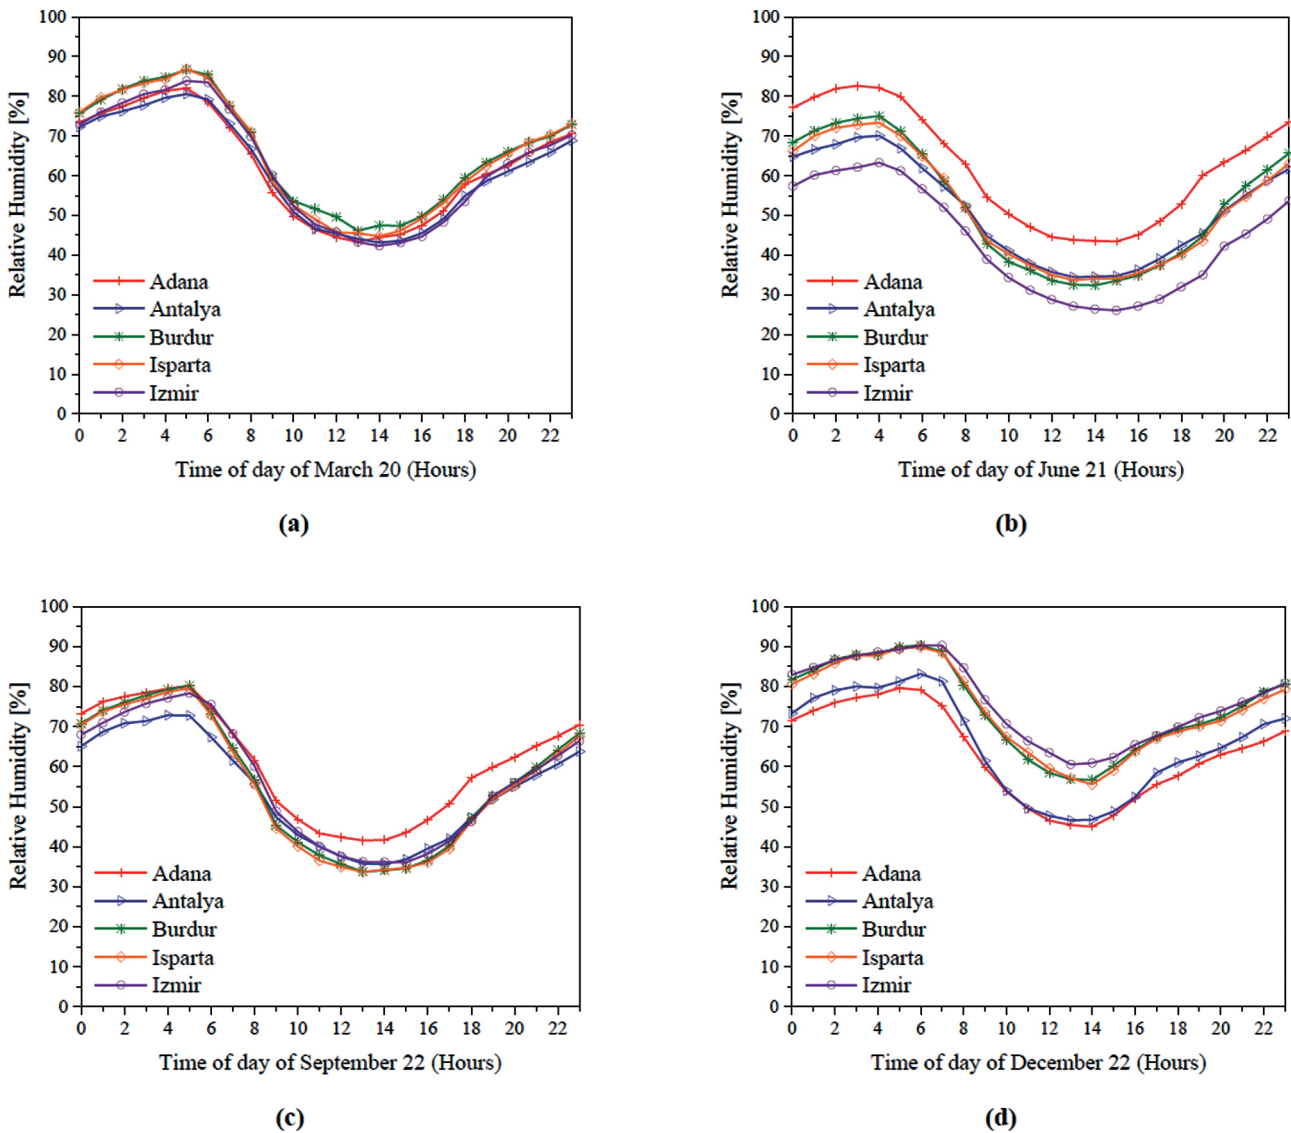 100
90
80
70
60
50
40
30
20
10
0
Relative Humidity [%]
Adana
Antalya
Burdur
Isparta
Izmir
0 2 4 6 8 10 12 14 16 18 20 22
Time of day of March 20 (Hours)
(a)
100
90
80
70
60
50
40
30
20
10
0
Relative Humidity [%]
Adana
Antalya
Burdur
Isparta
Izmir
0 2 4 6 8 10 12 14 16 18 20 22
Time of day of June 21 (Hours)
(b)
100
90
80
70
60
50
40
30
20
10
0
Relative Humidity [%]
Adana
Antalya
Burdur
Isparta
Izmir
0 2 4 6 8 10 12 14 16 18 20 22
Time of day of September 22 (Hours)
(c)
100
90
80
70
60
50
40
30
20
10
0
Relative Humidity [%]
Adana
Antalya
Burdur
Isparta
Izmir
0 2 4 6 8 10 12 14 16 18 20 22
Time of day of December 22 (Hours)
(d)